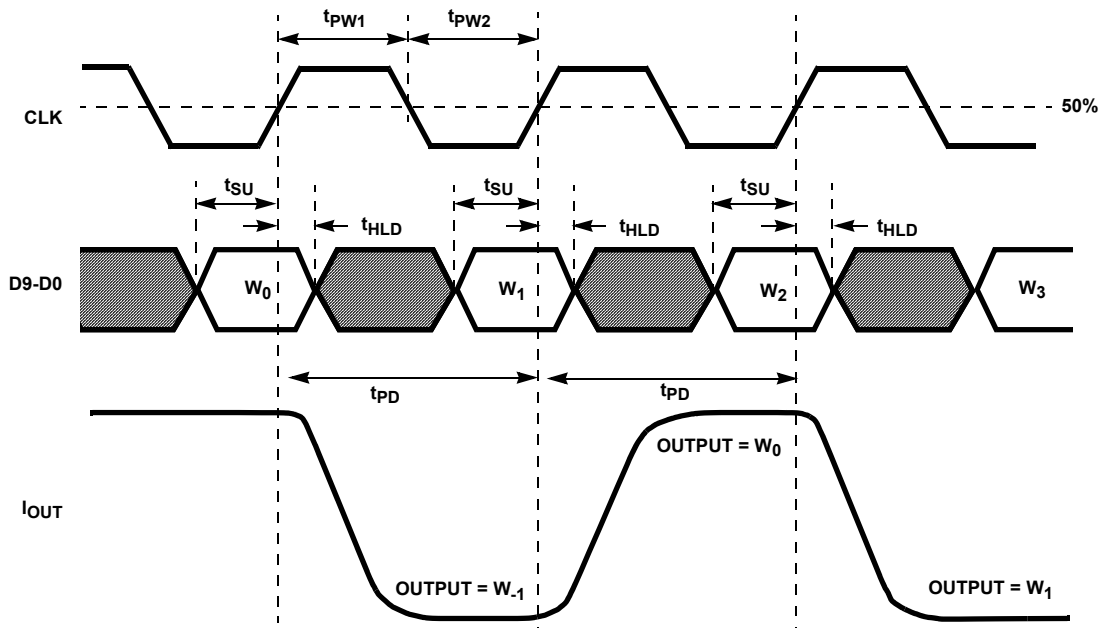 tPW1 tPW2
CLK
50%
tSU tSU tSU
tHLD tHLD tHLD
D9-D0
W0 W1 W2 W3
tPD tPD
OUTPUT = W0
IOUT
OUTPUT = W-1 OUTPUT = W1